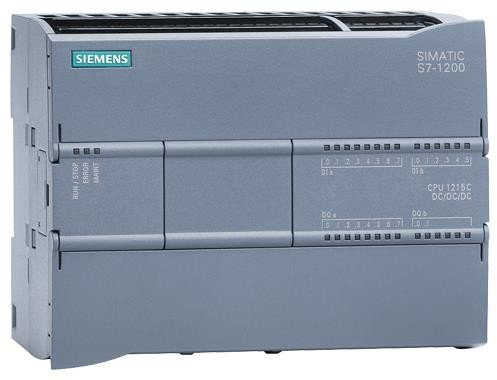 SIEMENS
SIMATIC
S7-1200
RUN / STOP
ERROR
MAINT
.0 .1 .2 .3 .4 .5 .6 .7
.0 .1 .2 .3 .4 .5
DI a
DI b
CPU 1215C
DC/DC/DC
DQ a
DQ b
.0 .1 .2 .3 .4 .5 .6 .7
.0 .1